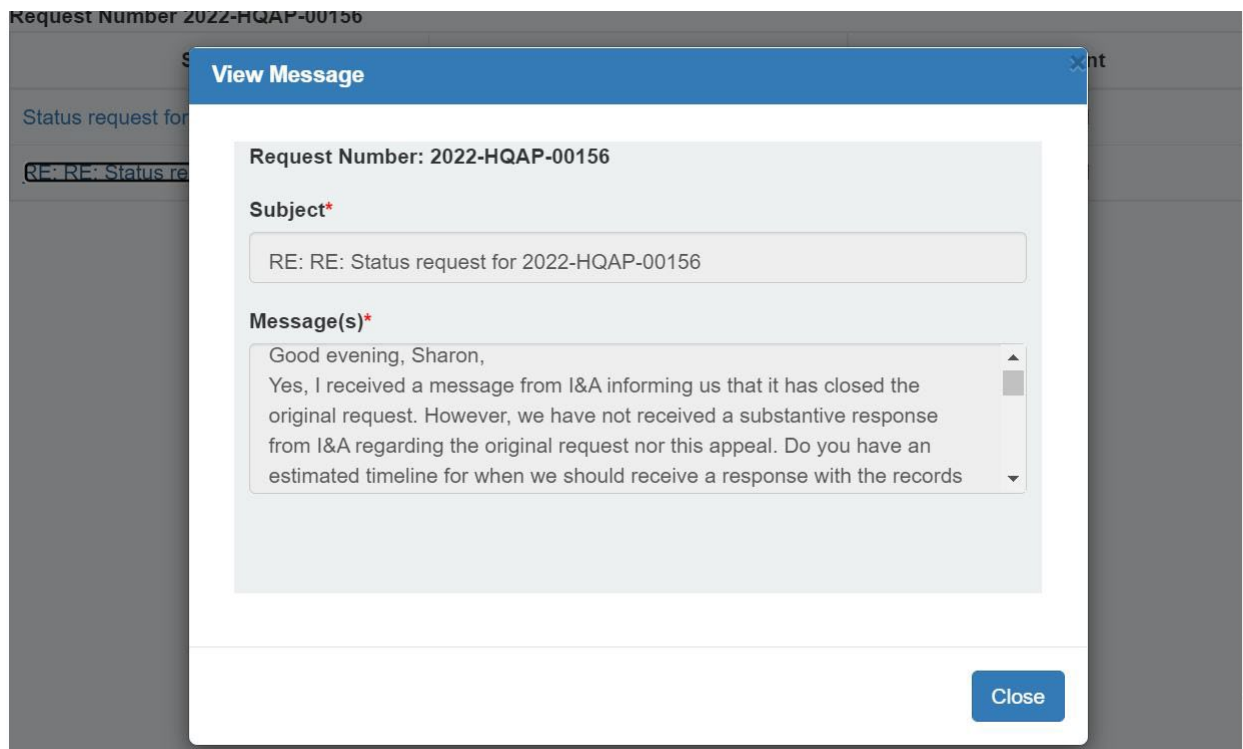 Request Number 2022-HQAP-00156
View Message
×
nt
Status request for
RE: RE: Status re
Request Number: 2022-HQAP-00156
Subject*
RE: RE: Status request for 2022-HQAP-00156
Message(s)*
Good evening, Sharon,
Yes, I received a message from I&A informing us that it has closed the
original request. However, we have not received a substantive response
from I&A regarding the original request nor this appeal. Do you have an
estimated timeline for when we should receive a response with the records
Close